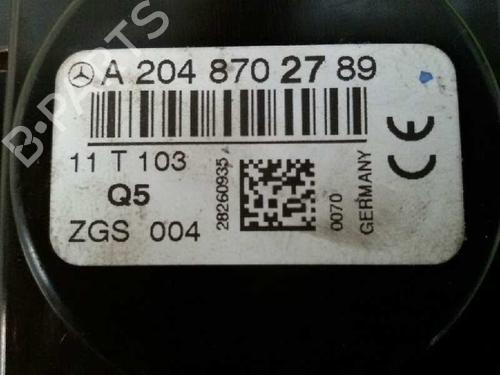 A 204 870 27 89
11 T 103
Q5
ZGS 004
28260935
0070
GERMANY
CE
B-PARTS